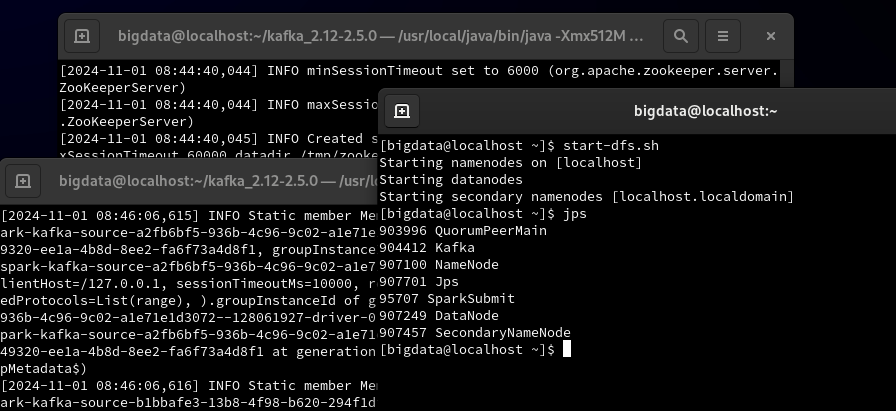 bigdata@localhost:~/kafka_2.12-2.5.0 — /usr/local/java/bin/java -Xmx512M ...
[2024-11-01 08:44:40,044] INFO minSessionTimeout set to 6000 (org.apache.zookeeper.server.
ZooKeeperServer)
[2024-11-01 08:44:40,044] INFO maxSessio
.ZooKeeperServer)
[2024-11-01 08:44:40,045] INFO Created s
xSessionTimeout 60000 datadir /tmp/zooke
bigdata@localhost:~/kafka_2.12-2.5.0 — /usr/l
[2024-11-01 08:46:06,615] INFO Static member Me
ark-kafka-source-a2fb6bf5-936b-4c96-9c02-a1e71e
9320-ee1a-4b8d-8ee2-fa6f73a4d8f1, groupInstance
spark-kafka-source-a2fb6bf5-936b-4c96-9c02-a1e7
lientHost=/127.0.0.1, sessionTimeoutMs=10000, r
edProtocols=List(range), ).groupInstanceId of g
936b-4c96-9c02-a1e71e1d3072--128061927-driver-0
park-kafka-source-a2fb6bf5-936b-4c96-9c02-a1e71
49320-ee1a-4b8d-8ee2-fa6f73a4d8f1 at generation
pMetadata$)
[2024-11-01 08:46:06,616] INFO Static member Me
ark-kafka-source-b1bbafe3-13b8-4f98-b620-294f1d
bigdata@localhost:~
[bigdata@localhost ~]$ start-dfs.sh
Starting namenodes on [localhost]
Starting datanodes
Starting secondary namenodes [localhost.localdomain]
[bigdata@localhost ~]$ jps
903996 QuorumPeerMain
904412 Kafka
907100 NameNode
907701 Jps
95707 SparkSubmit
907249 DataNode
907457 SecondaryNameNode
[bigdata@localhost ~]$